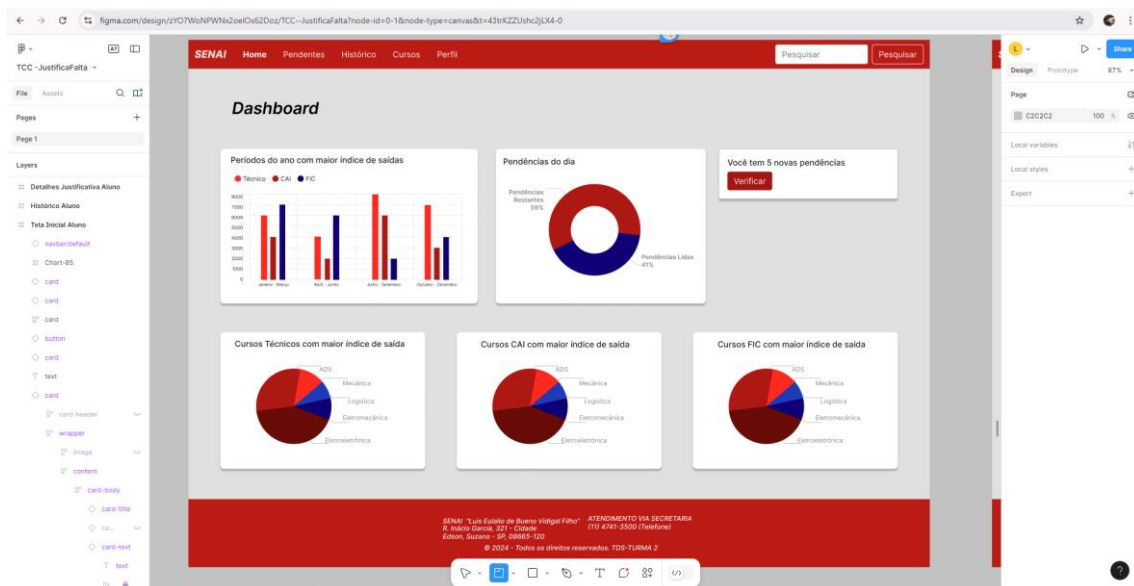 figma.com/design/zYO7WoNPWNx2oelOx62Doz/TCC--JustificaFalta?node-id=0-1&node-type=canvas&t=43trKZZUshc2jLX4-0
TCC -JustificaFalta
File
Assets
Pages
Page 1
Layers
Detalhes Justificativa Aluno
Histórico Aluno
Tela Inicial Aluno
navbar/default
Chart-05
card
card
card
button
card
text
card
card-header
wrapper
image
content
card-body
card-title
ca...
card-text
text
SENAI
Home
Pendentes
Histórico
Cursos
Perfil
Pesquisar
Pesquisar
Dashboard
Períodos do ano com maior índice de saídas
Técnico
CAI
FIC
8000
7000
6000
5000
4000
3000
2000
1000
0
Janeiro - Março
Abril - Junho
Julho - Setembro
Outubro - Dezembro
Pendências do dia
Pendências
Restantes
59%
Pendências Lidas
41%
Você tem 5 novas pendências
Verificar
Cursos Técnicos com maior índice de saída
ADS
Mecânica
Logística
Eletromecânica
Eletroeletrônica
Cursos CAI com maior índice de saída
ADS
Mecânica
Logística
Eletromecânica
Eletroeletrônica
Cursos FIC com maior índice de saída
ADS
Mecânica
Logística
Eletromecânica
Eletroeletrônica
SENAI "Luis Eulalio de Bueno Vidigal Filho"
R. Inácio Garcia, 321 - Cidade
Edson, Suzano - SP, 08665-120
ATENDIMENTO VIA SECRETARIA
(11) 4741-3500 (Telefone)
© 2024 - Todos os direitos reservados. TDS-TURMA 2
L
Share
Design
Prototype
87%
Page
C2C2C2
100 %
Local variables
Local styles
Export